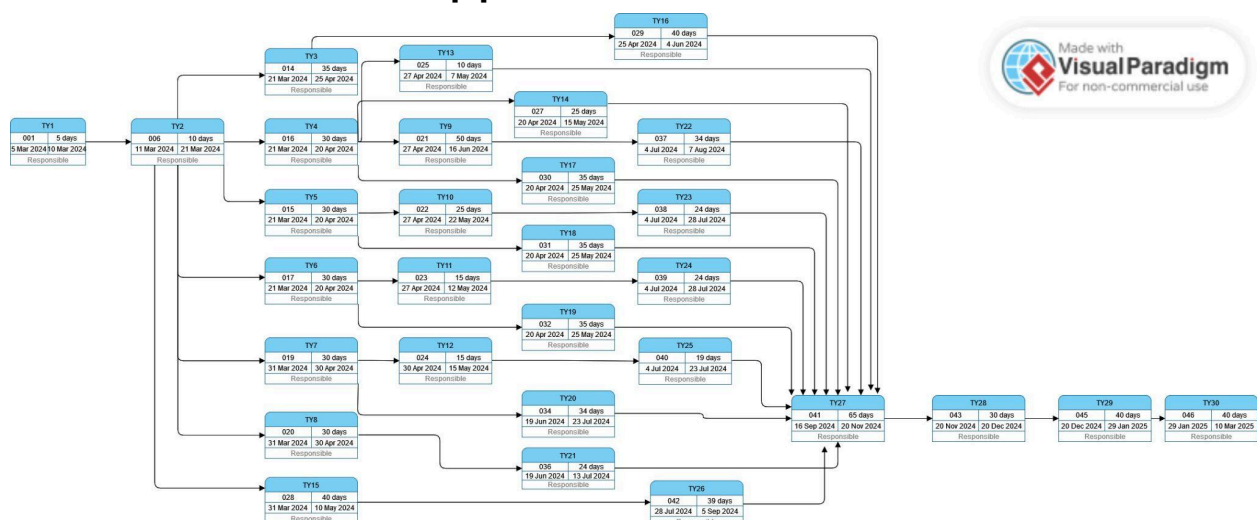 TY16
029 40 days
25 Apr 2024 4 Jun 2024
Responsible
Made with
Visual Paradigm
For non-commercial use
TY3
014 35 days
21 Mar 2024 25 Apr 2024
Responsible
TY13
025 10 days
27 Apr 2024 7 May 2024
Responsible
TY14
027 25 days
20 Apr 2024 15 May 2024
Responsible
TY1
001 5 days
5 Mar 2024 10 Mar 2024
Responsible
TY2
006 10 days
11 Mar 2024 21 Mar 2024
Responsible
TY4
016 30 days
21 Mar 2024 20 Apr 2024
Responsible
TY9
021 50 days
27 Apr 2024 16 Jun 2024
Responsible
TY22
037 34 days
4 Jul 2024 7 Aug 2024
Responsible
TY17
030 35 days
20 Apr 2024 25 May 2024
Responsible
TY5
015 30 days
21 Mar 2024 20 Apr 2024
Responsible
TY10
022 25 days
27 Apr 2024 22 May 2024
Responsible
TY23
038 24 days
4 Jul 2024 28 Jul 2024
Responsible
TY18
031 35 days
20 Apr 2024 25 May 2024
Responsible
TY6
017 30 days
21 Mar 2024 20 Apr 2024
Responsible
TY11
023 15 days
27 Apr 2024 12 May 2024
Responsible
TY24
039 24 days
4 Jul 2024 28 Jul 2024
Responsible
TY19
032 35 days
20 Apr 2024 25 May 2024
Responsible
TY7
019 30 days
31 Mar 2024 30 Apr 2024
Responsible
TY12
024 15 days
30 Apr 2024 15 May 2024
Responsible
TY25
040 19 days
4 Jul 2024 23 Jul 2024
Responsible
TY20
034 34 days
19 Jun 2024 23 Jul 2024
Responsible
TY27
041 65 days
16 Sep 2024 20 Nov 2024
Responsible
TY28
043 30 days
20 Nov 2024 20 Dec 2024
Responsible
TY29
045 40 days
20 Dec 2024 29 Jan 2025
Responsible
TY30
046 40 days
29 Jan 2025 10 Mar 2025
Responsible
TY8
020 30 days
31 Mar 2024 30 Apr 2024
Responsible
TY21
036 24 days
19 Jun 2024 13 Jul 2024
Responsible
TY15
028 40 days
31 Mar 2024 10 May 2024
Responsible
TY26
042 39 days
28 Jul 2024 5 Sep 2024
Responsible